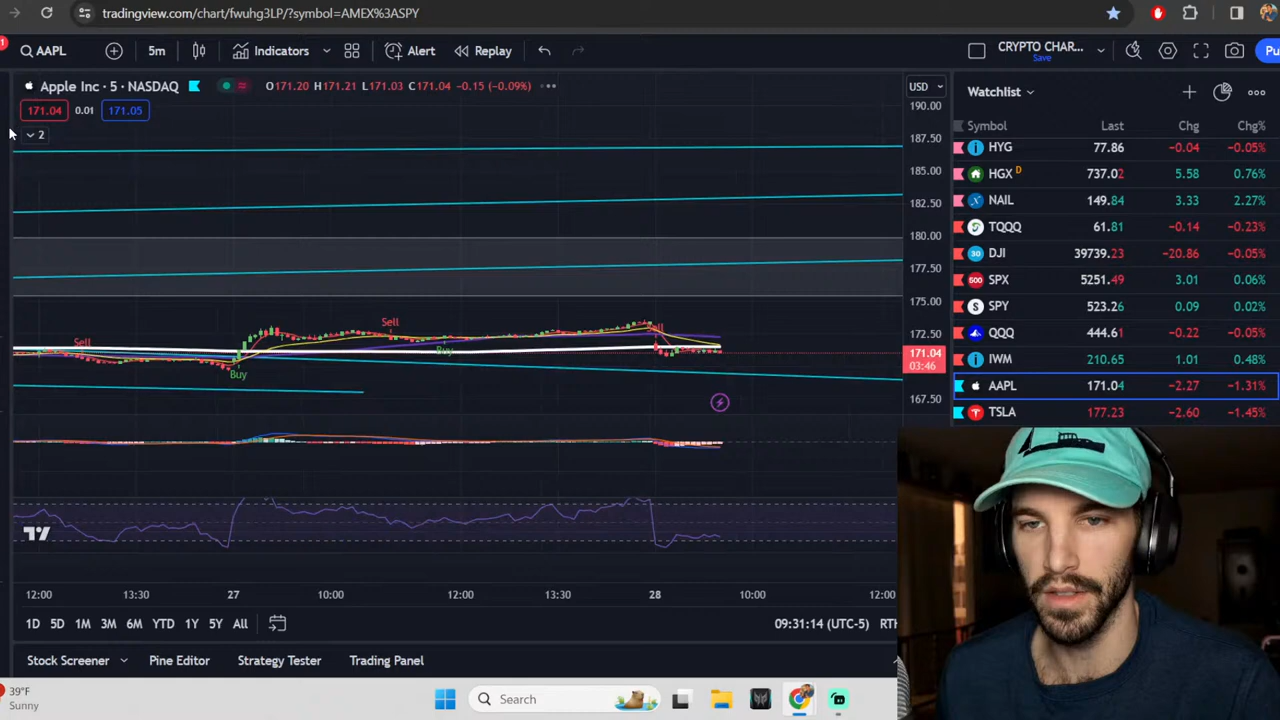 tradingview.com/chart/fwuhg3LP/?symbol=AMEX%3ASPY
1
AAPL 5m Indicators Alert Replay CRYPTO CHAR... Save Pu
Apple Inc · 5 · NASDAQ O171.20 H171.21 L171.03 C171.04 −0.15 (−0.09%)
171.04 0.01 171.05
2
USD
190.00
187.50
185.00
182.50
180.00
177.50
175.00
172.50
171.04
03:46
167.50
Sell
Buy
Sell
Buy
12:00 13:30 27 10:00 12:00 13:30 28 10:00 12:00
1D 5D 1M 3M 6M YTD 1Y 5Y All 09:31:14 (UTC-5) RTH
Stock Screener Pine Editor Strategy Tester Trading Panel
Watchlist
Symbol Last Chg Chg%
HYG 77.86 −0.04 −0.05%
HGX D 737.02 5.58 0.76%
NAIL 149.84 3.33 2.27%
TQQQ 61.81 −0.14 −0.23%
DJI 39739.23 −20.86 −0.05%
SPX 5251.49 3.01 0.06%
SPY 523.26 0.09 0.02%
QQQ 444.61 −0.22 −0.05%
IWM 210.65 1.01 0.48%
AAPL 171.04 −2.27 −1.31%
TSLA 177.23 −2.60 −1.45%
39°F
Sunny
Search